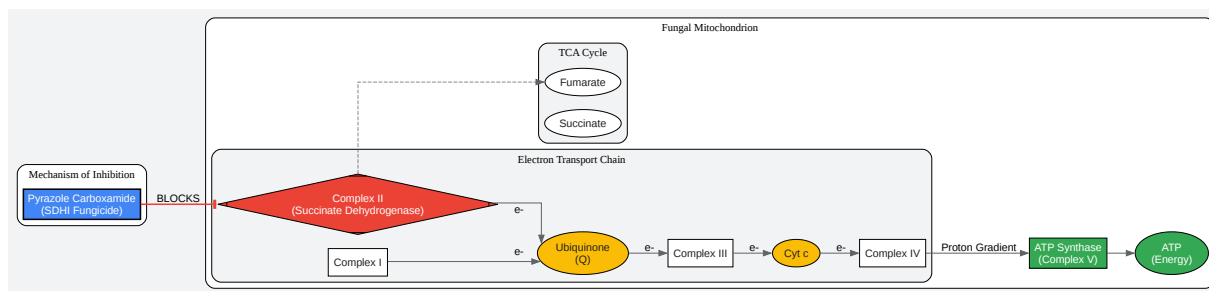 Fungal Mitochondrion
TCA Cycle
Fumarate
Succinate
Electron Transport Chain
Mechanism of Inhibition
Pyrazole Carboxamide
(SDHI Fungicide)
BLOCKS
Complex II
(Succinate Dehydrogenase)
e-
Complex I
e-
Ubiquinone
(Q)
e-
Complex III
e-
Cyt c
e-
Complex IV
Proton Gradient
ATP Synthase
(Complex V)
ATP
(Energy)